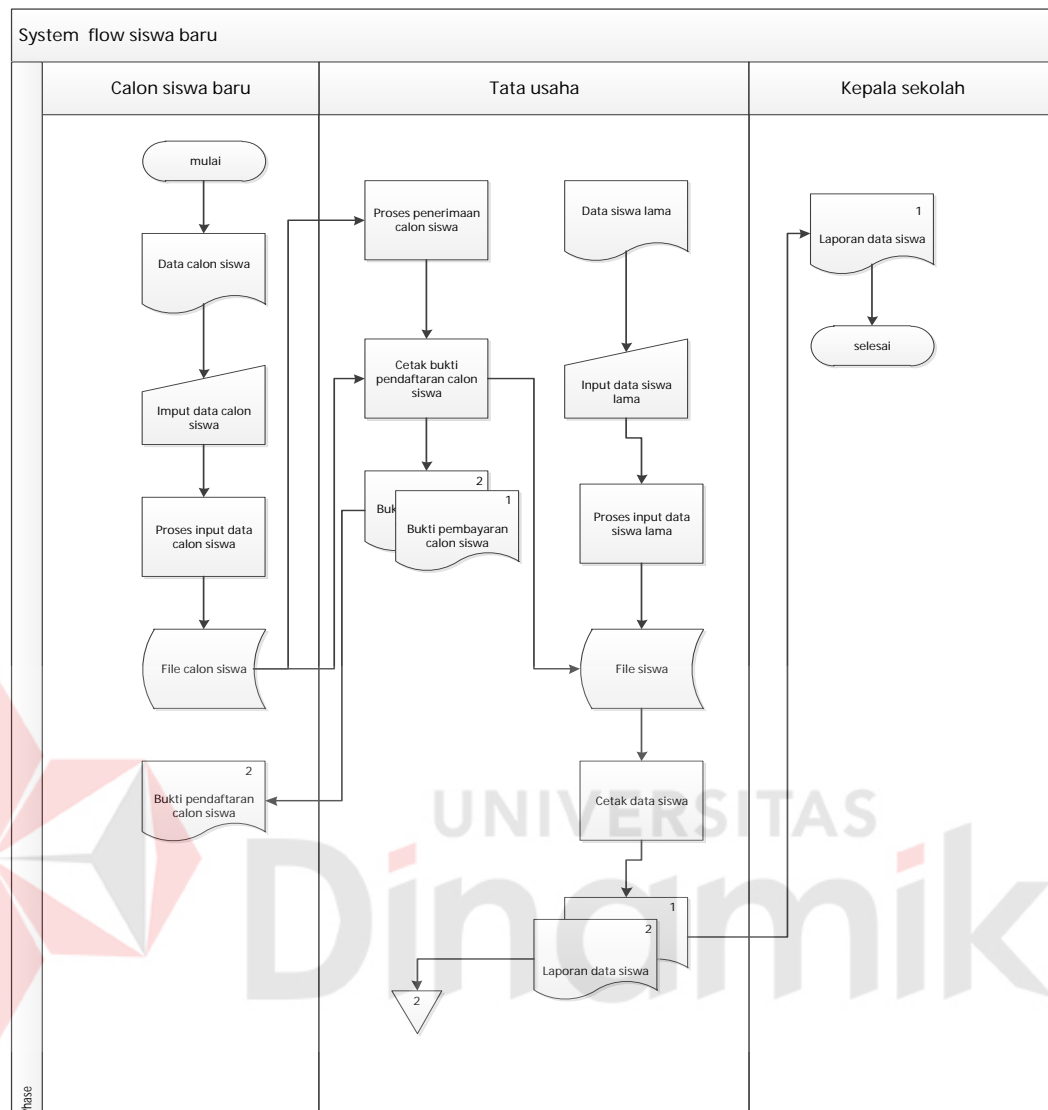 System flow siswa baru
Calon siswa baru
Tata usaha
Kepala sekolah
mulai
Data calon siswa
Imput data calon
siswa
Proses input data
calon siswa
File calon siswa
2
Bukti pendaftaran
calon siswa
Proses penerimaan
calon siswa
Cetak bukti
pendaftaran calon
siswa
2
1
Bukti pembayaran
calon siswa
Data siswa lama
Input data siswa
lama
Proses input data
siswa lama
File siswa
Cetak data siswa
1
2
Laporan data siswa
2
1
Laporan data siswa
selesai
UNIVERSITAS
Dinamik